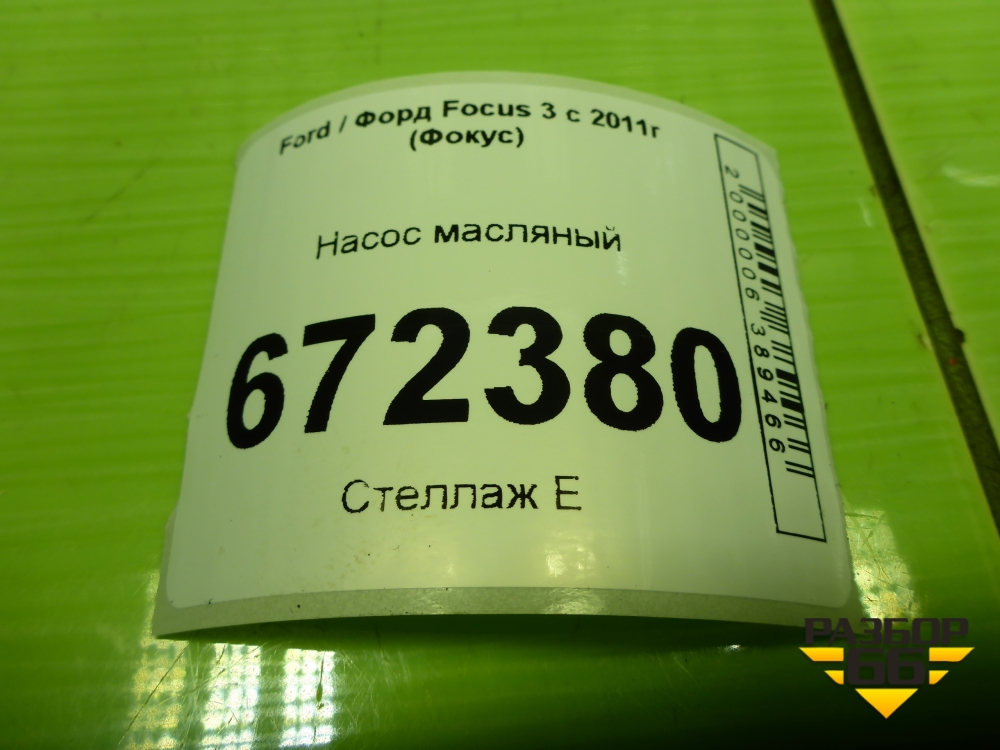 Ford / Форд Focus 3 с 2011г
(Фокус)
Насос масляный
672380
Стеллаж Е
2000006389466
РАЗБОР
66